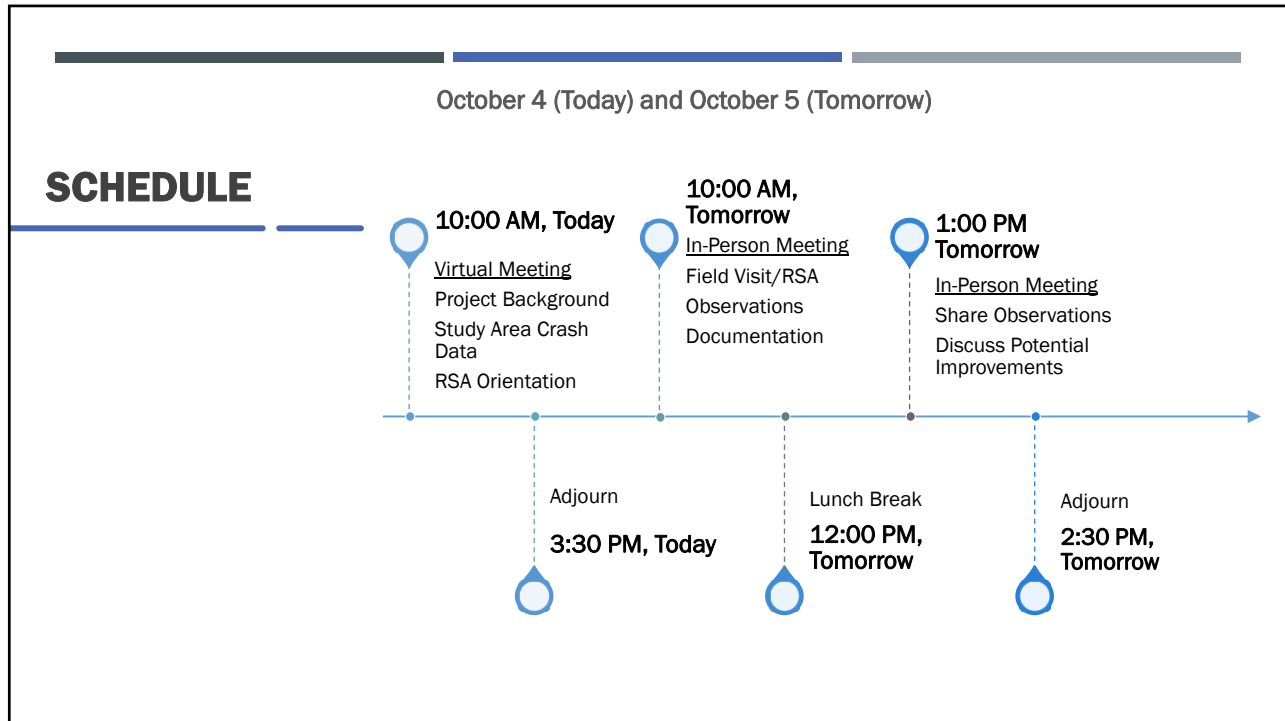 October 4 (Today) and October 5 (Tomorrow)
SCHEDULE
10:00 AM, Today
Virtual Meeting
Project Background
Study Area Crash
Data
RSA Orientation
Adjourn
3:30 PM, Today
10:00 AM,
Tomorrow
In-Person Meeting
Field Visit/RSA
Observations
Documentation
Lunch Break
12:00 PM,
Tomorrow
1:00 PM
Tomorrow
In-Person Meeting
Share Observations
Discuss Potential
Improvements
Adjourn
2:30 PM,
Tomorrow